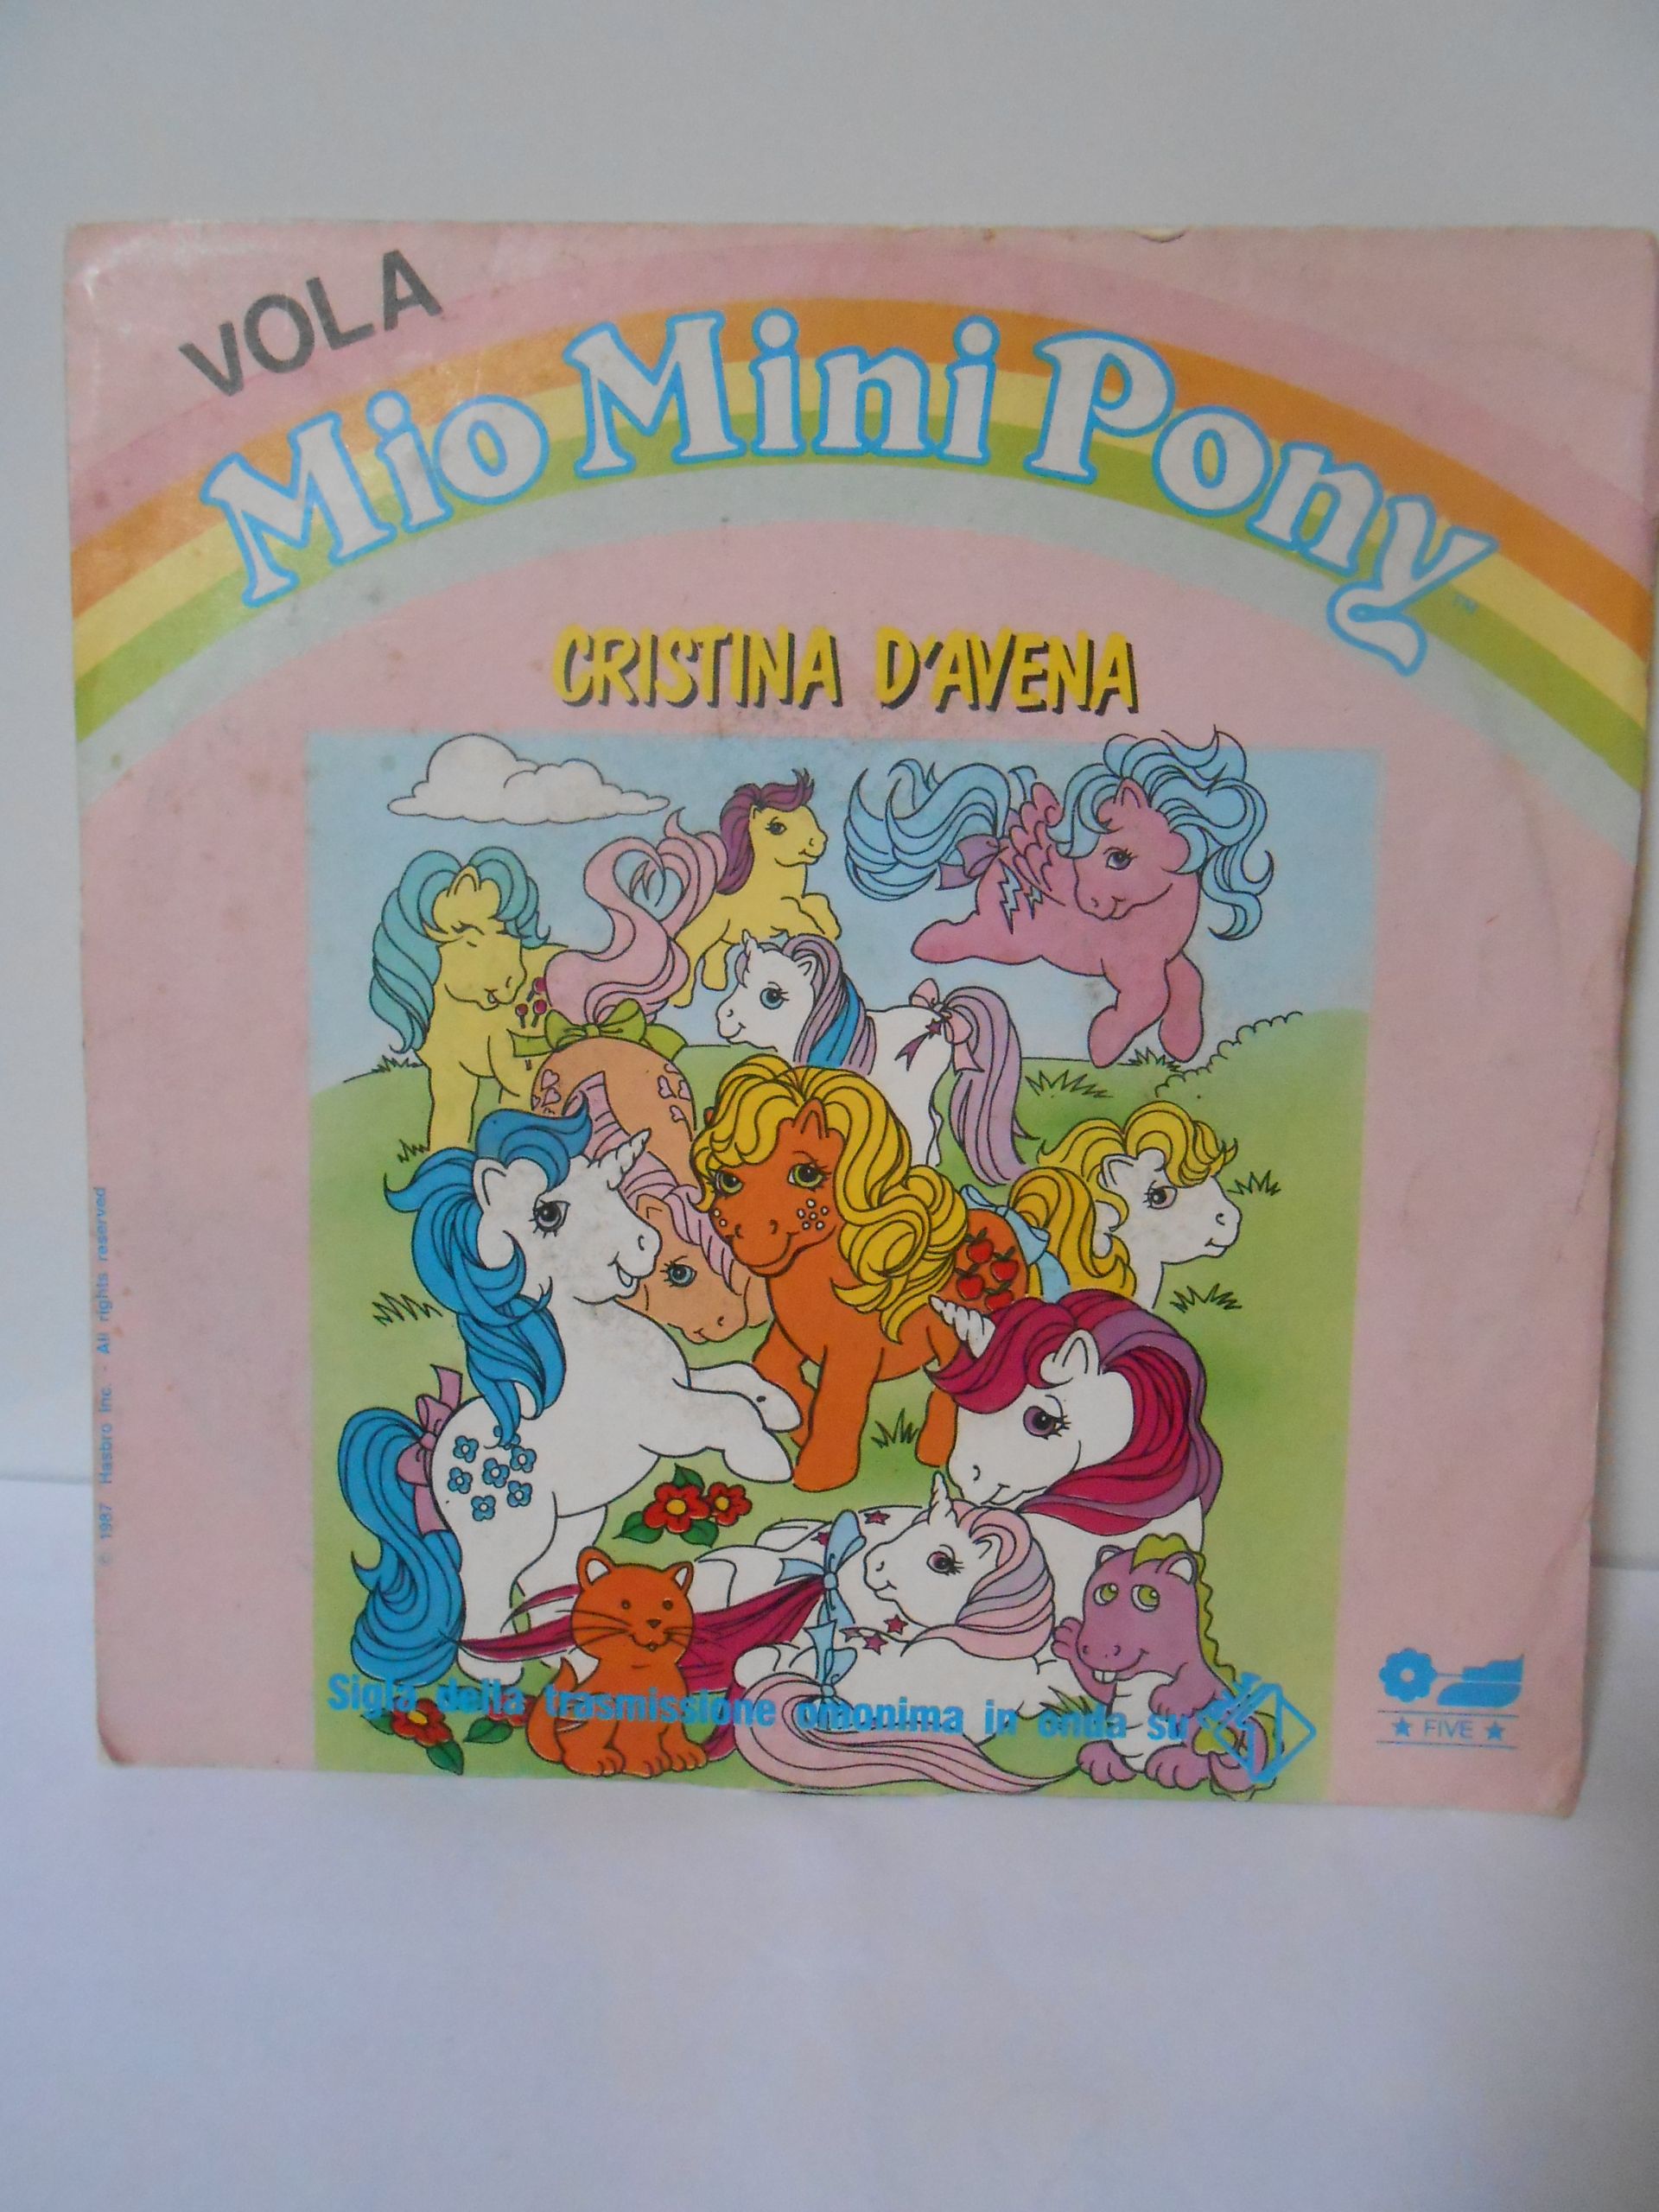 VOLA
Mio Mini Pony™
CRISTINA D'AVENA
© 1987 Hasbro Inc. - All rights reserved
Sigla della trasmissione omonima in onda su
★ FIVE ★